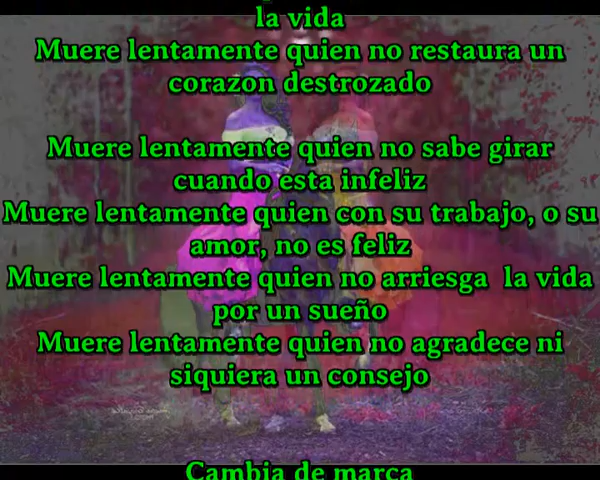 la vida
Muere lentamente quien no restaura un
corazon destrozado
Muere lentamente quien no sabe girar
cuando esta infeliz
Muere lentamente quien con su trabajo, o su
amor, no es feliz
Muere lentamente quien no arriesga la vida
por un sueño
Muere lentamente quien no agradece ni
siquiera un consejo
Cambia de marca